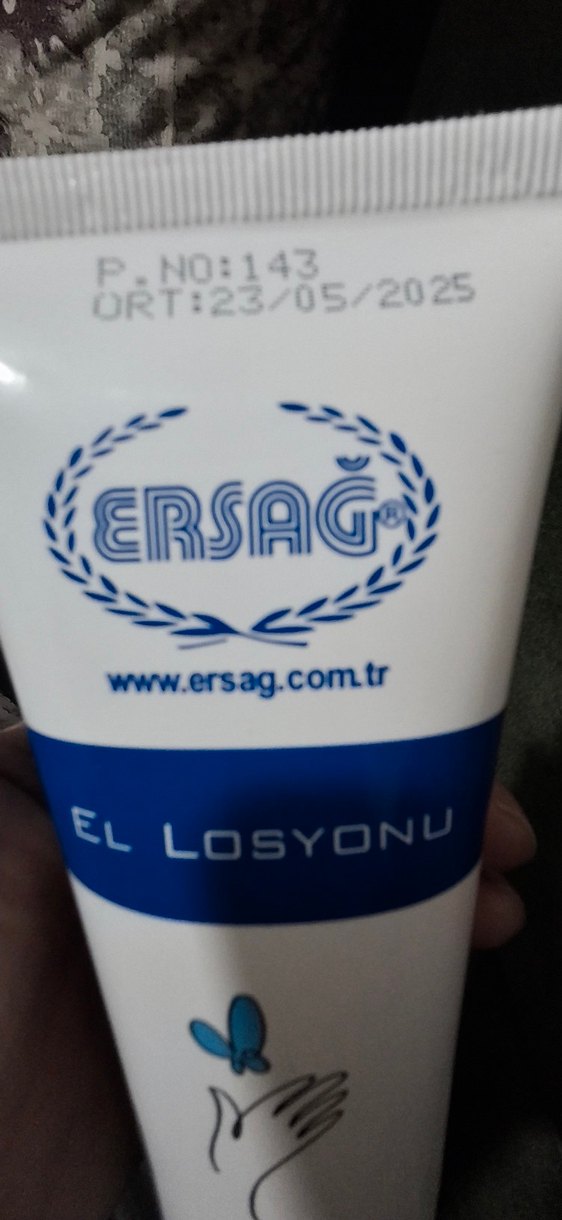 P.NO:143
ÜRT:23/05/2025
ERSAĞ®
www.ersag.com.tr
EL LOSYONU